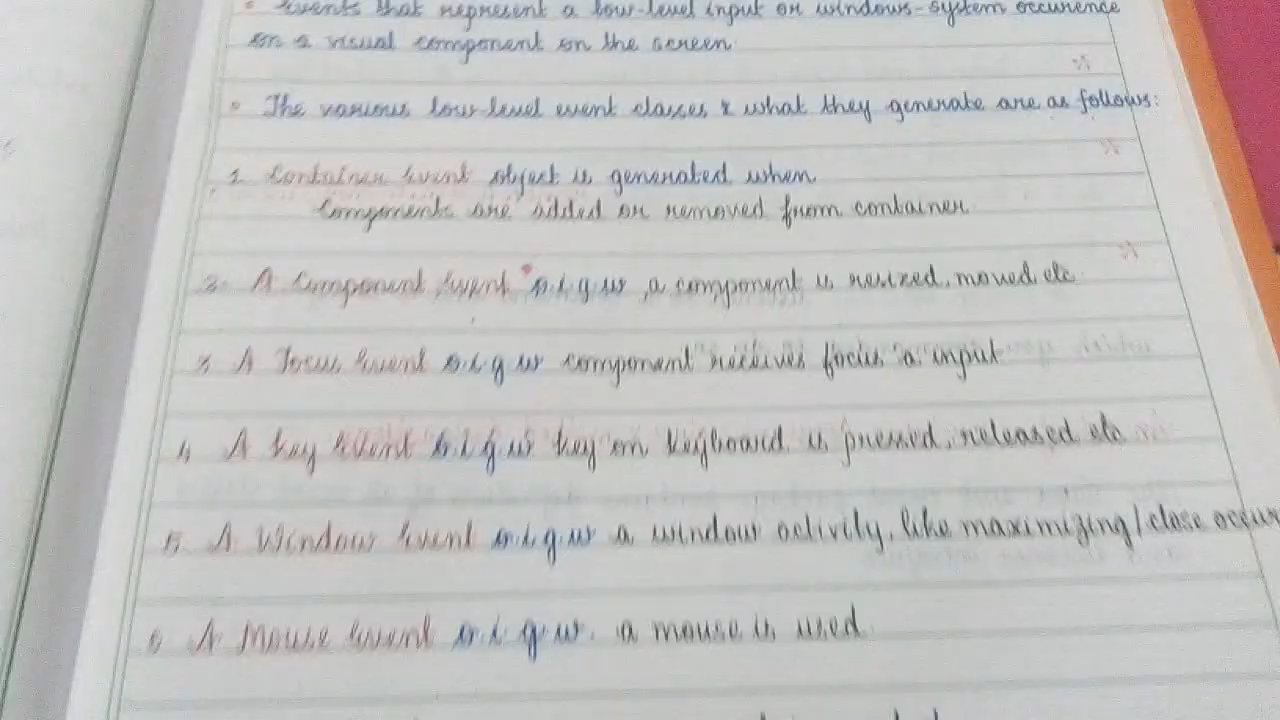 • Events that represent a low-level input or windows-system occurence
on a visual component on the screen
• The various low-level event classes & what they generate are as follows:
1. Container Event object is generated when
Components are added or removed from container
2. A Component Event o.i.g.w a component is resized, moved etc
3. A Focus Event o.i.g.w component receives focus a input
4. A Key Event o.i.g.w key on keyboard is pressed, released etc
5. A Window Event o.i.g.w a window activity, like maximizing/close occur
6. A Mouse Event o.i.g.w. a mouse is used